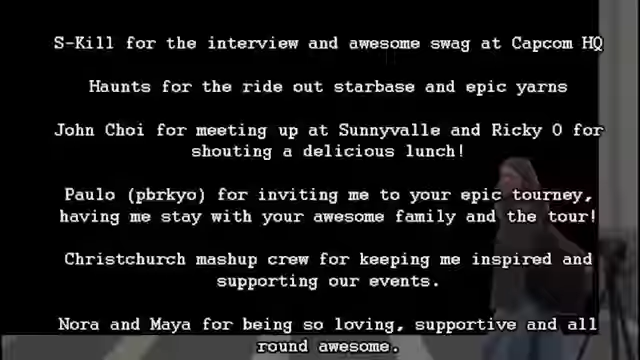 S-Kill for the interview and awesome swag at Capcom HQ
Haunts for the ride out starbase and epic yarns
John Choi for meeting up at Sunnyvalle and Ricky O for
shouting a delicious lunch!
Paulo (pbrkyo) for inviting me to your epic tourney,
having me stay with your awesome family and the tour!
Christchurch mashup crew for keeping me inspired and
supporting our events.
Nora and Maya for being so loving, supportive and all
round awesome.